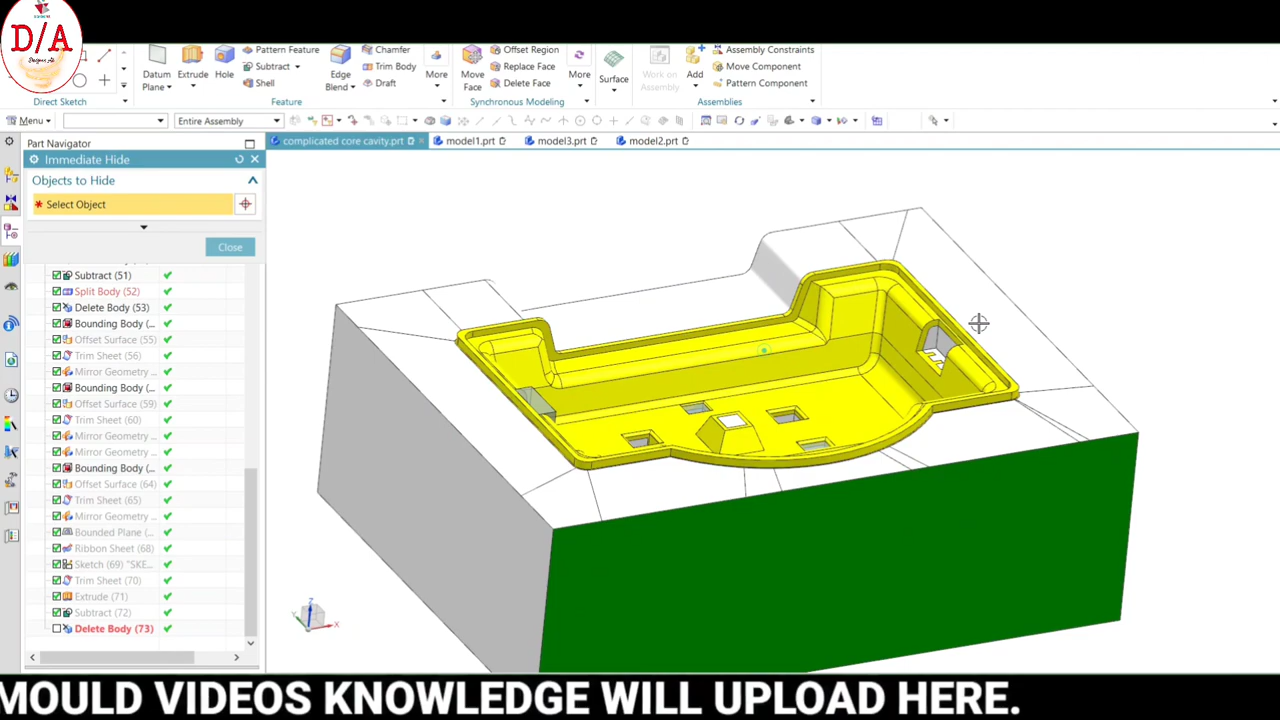 D/A
Designs Art
Pattern Feature
Chamfer
Offset Region
Assembly Constraints
Subtract
Trim Body
Replace Face
Move Component
Datum Plane
Extrude
Hole
Shell
Edge Blend
Draft
More
Move Face
Delete Face
More
Surface
Work on Assembly
Add
Pattern Component
Direct Sketch
Feature
Synchronous Modeling
Assemblies
Menu
Entire Assembly
Part Navigator
complicated core cavity.prt
model1.prt
model3.prt
model2.prt
Immediate Hide
Objects to Hide
* Select Object
Close
Subtract (51)
Split Body (52)
Delete Body (53)
Bounding Body (...
Offset Surface (55)
Trim Sheet (56)
Mirror Geometry ...
Bounding Body (...
Offset Surface (59)
Trim Sheet (60)
Mirror Geometry ...
Mirror Geometry ...
Bounding Body (...
Offset Surface (64)
Trim Sheet (65)
Mirror Geometry ...
Bounded Plane (...
Ribbon Sheet (68)
Sketch (69) "SKE...
Trim Sheet (70)
Extrude (71)
Subtract (72)
Delete Body (73)
Z
Y
X
MOULD VIDEOS KNOWLEDGE WILL UPLOAD HERE.